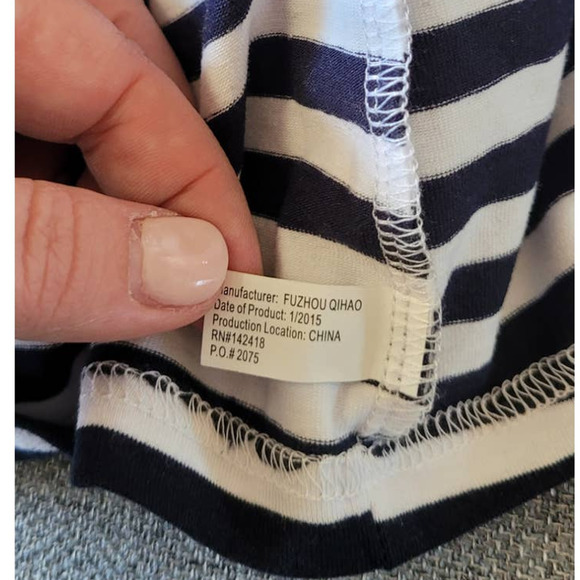 Manufacturer: FUZHOU QIHAO
Date of Product: 1/2015
Production Location: CHINA
RN#142418
P.O.# 2075